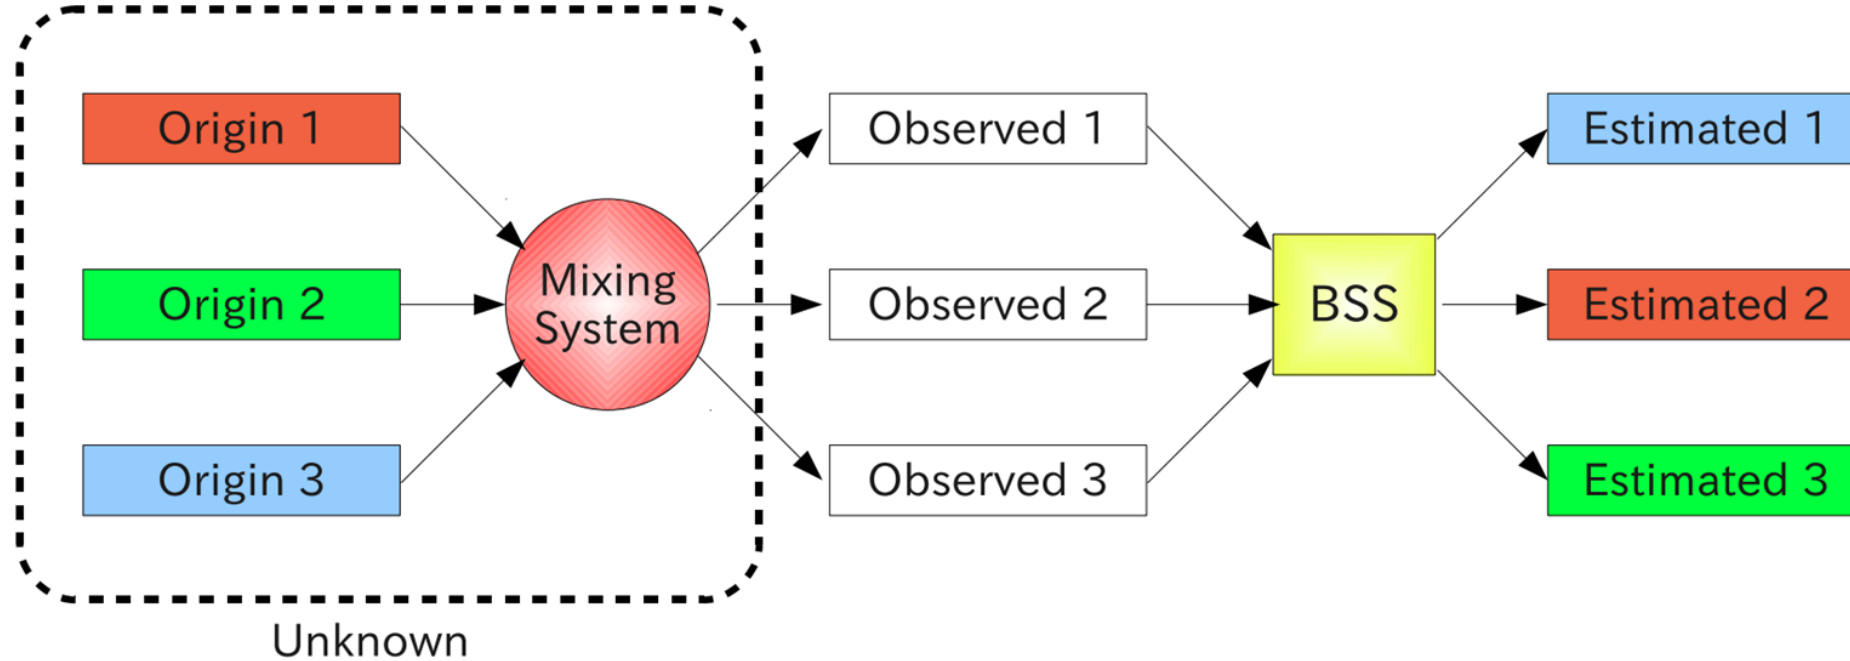 Origin 1
Origin 2
Origin 3
Mixing
System
Unknown
Observed 1
Observed 2
Observed 3
BSS
Estimated 1
Estimated 2
Estimated 3